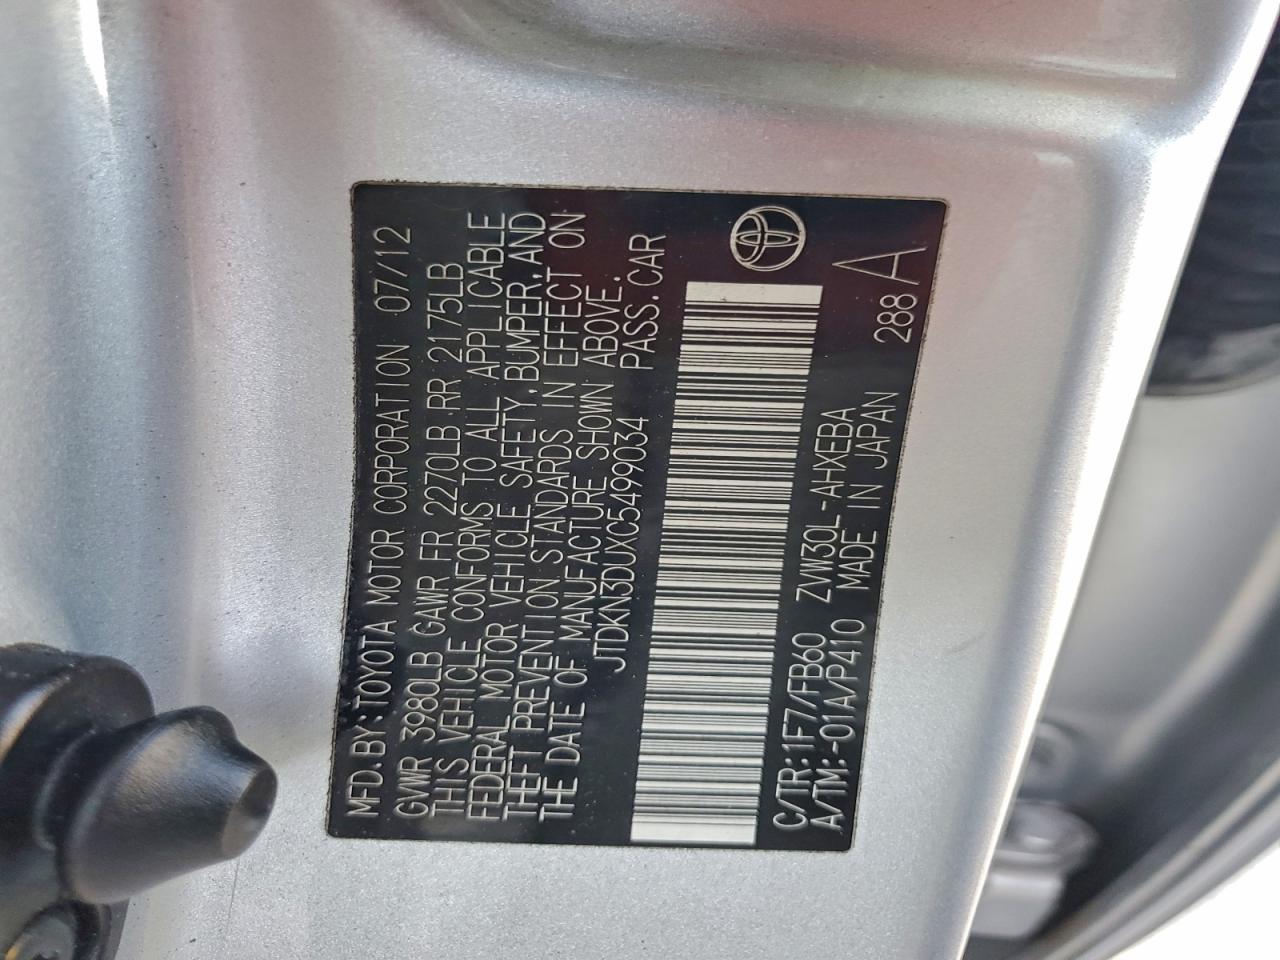 MFD.BY:TOYOTA MOTOR CORPORATION 07/12
GVWR 3980LB GAWR FR 2270LB RR 2175LB
THIS VEHICLE CONFORMS TO ALL APPLICABLE
FEDERAL MOTOR VEHICLE SAFETY,BUMPER,AND
THEFT PREVENTION STANDARDS IN EFFECT ON
THE DATE OF MANUFACTURE SHOWN ABOVE.
JTDKN3DUXC5499034 PASS.CAR
C/TR:1F7/FB60 ZVW30L-AHXEBA
A/TM:-01A/P410 MADE IN JAPAN 288 A